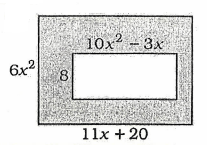 10x² − 3x
6x²
8
11x + 20